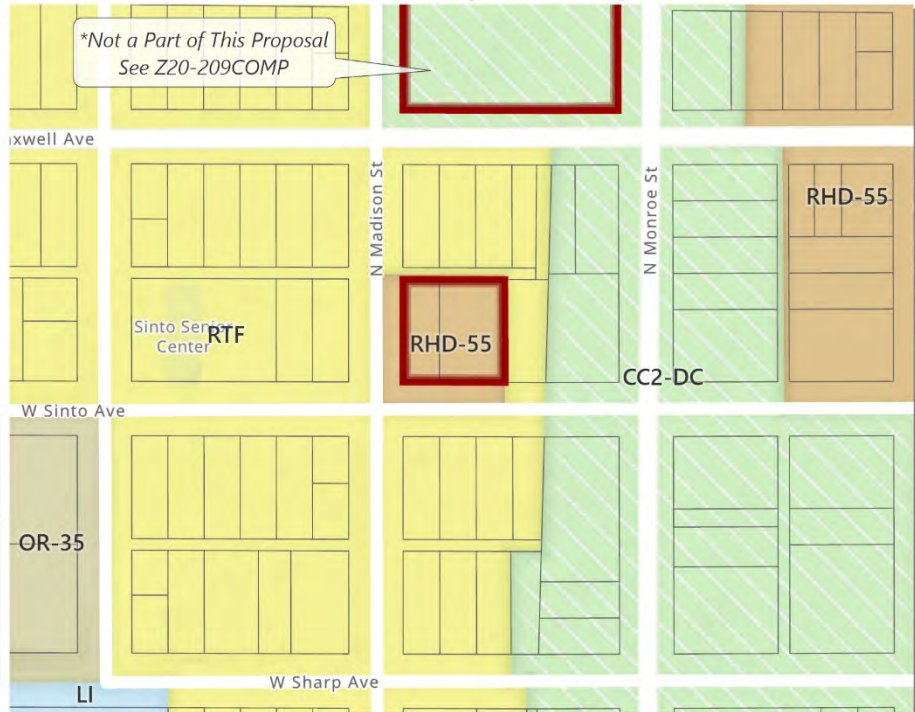 *Not a Part of This Proposal
See Z20-209COMP
axwell Ave
N Madison St
N Monroe St
RHD-55
Sinto Senior
Center
RTF
RHD-55
CC2-DC
W Sinto Ave
OR-35
W Sharp Ave
LI